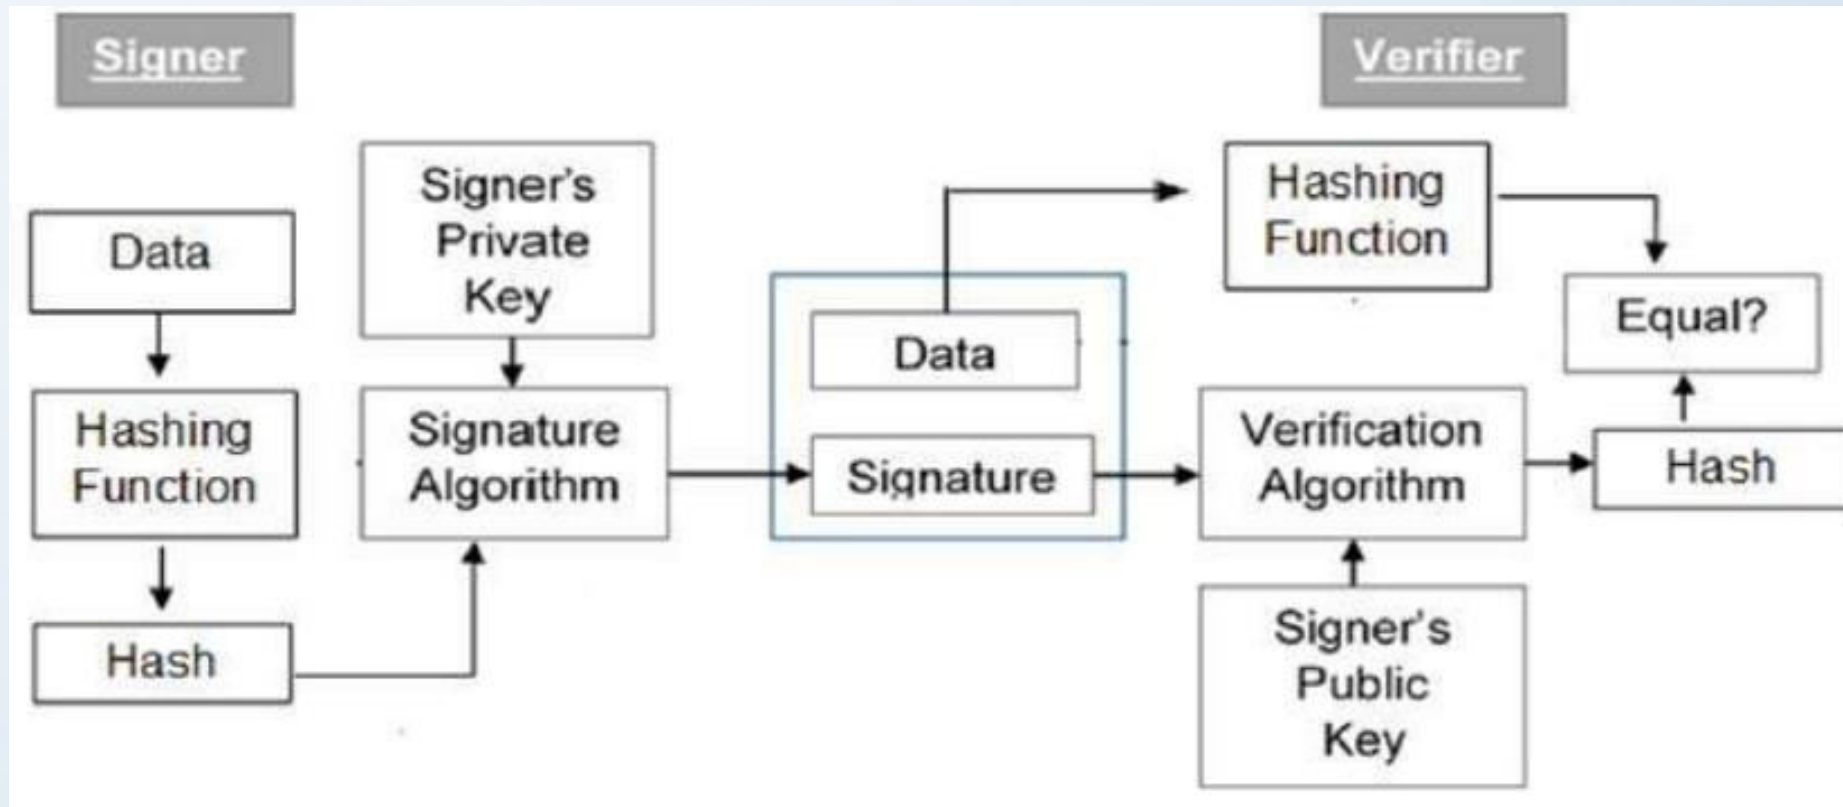 Signer
Verifier
Data
Hashing
Function
Hash
Signer's
Private
Key
Signature
Algorithm
Data
Signature
Hashing
Function
Verification
Algorithm
Signer's
Public
Key
Equal?
Hash